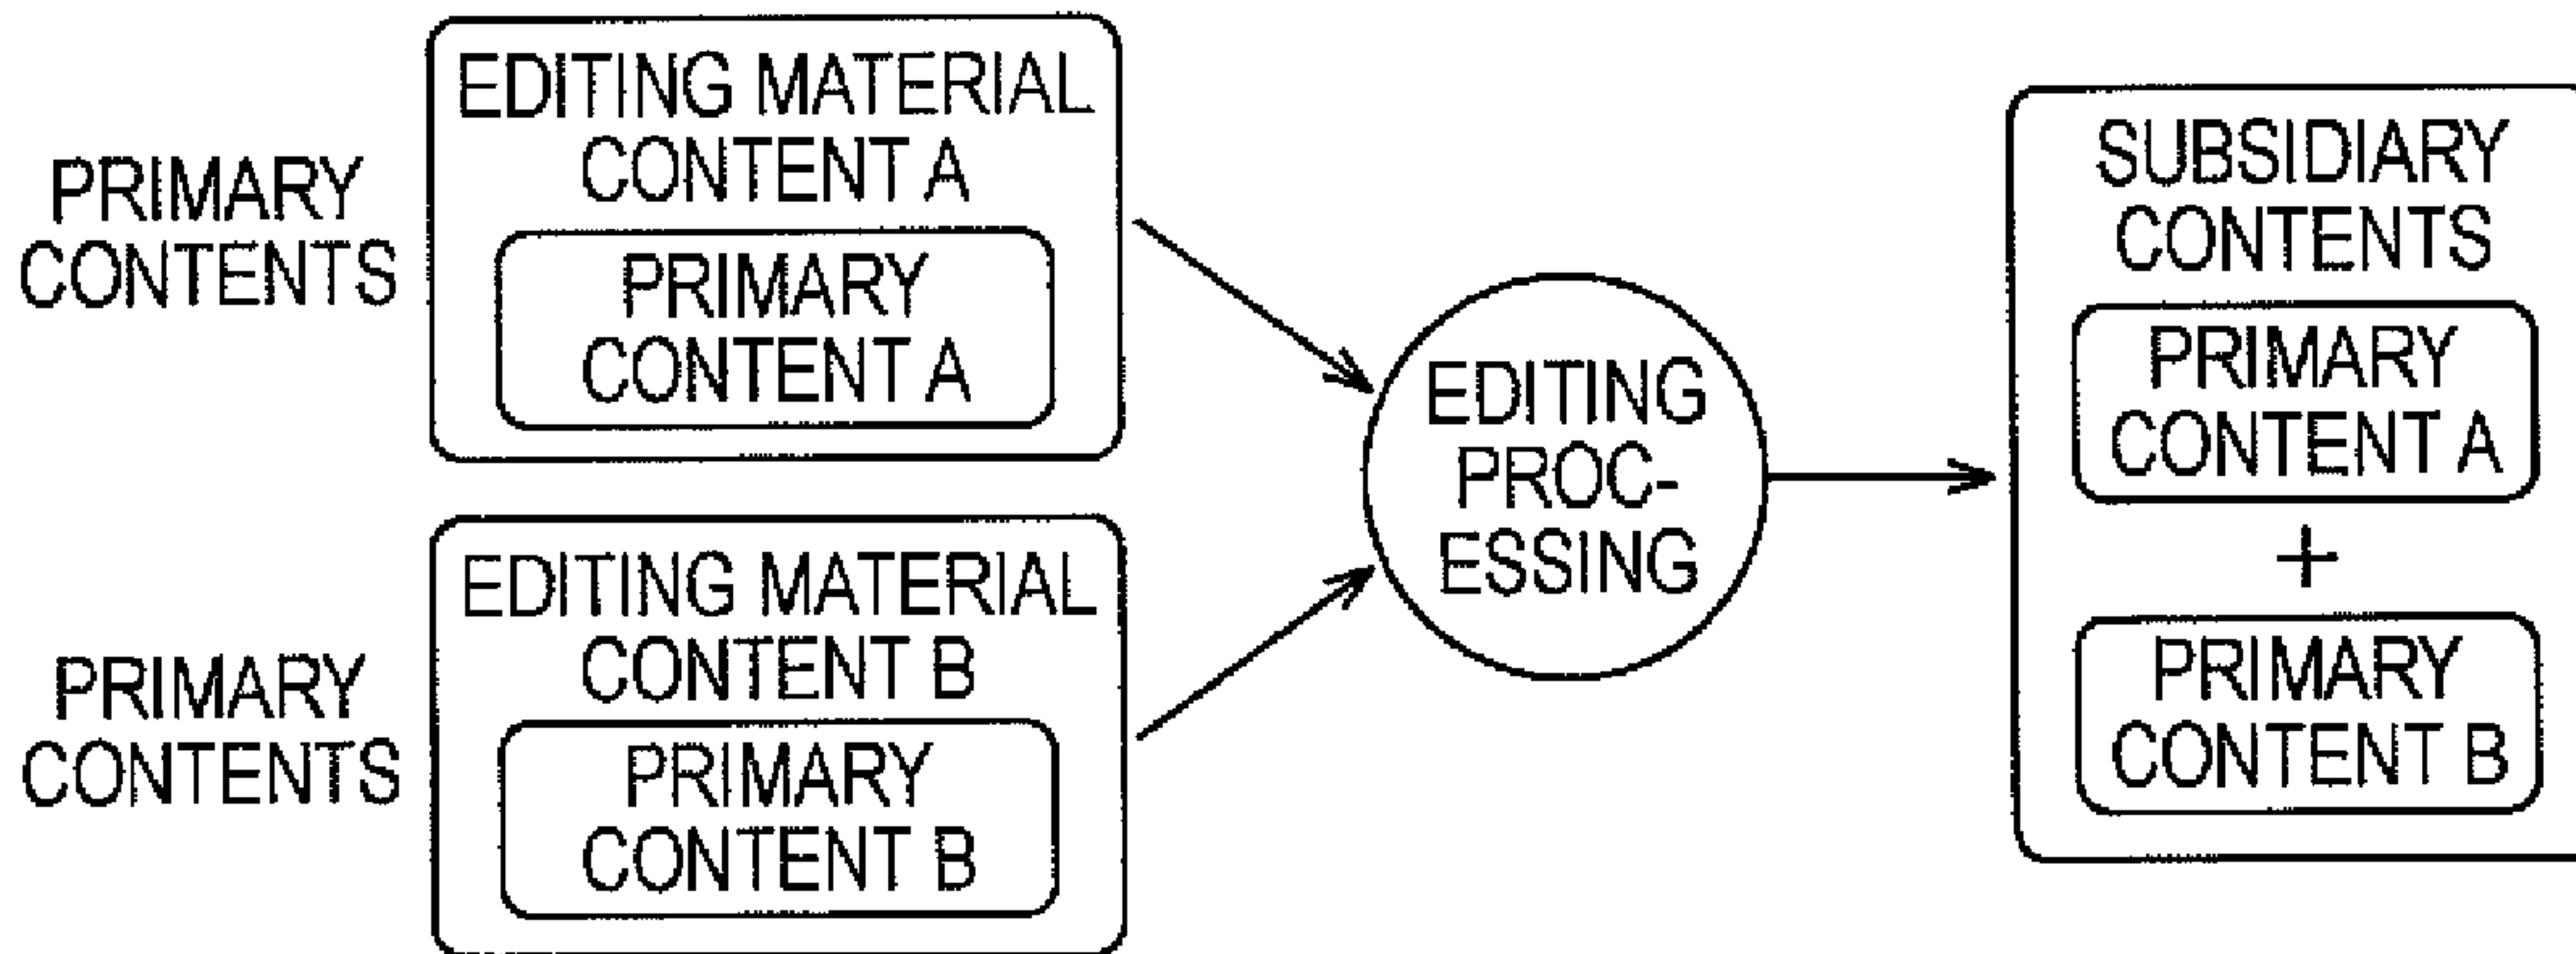 PRIMARY
CONTENTS
EDITING MATERIAL
CONTENT A
PRIMARY
CONTENT A
PRIMARY
CONTENTS
EDITING MATERIAL
CONTENT B
PRIMARY
CONTENT B
EDITING
PROC-
ESSING
SUBSIDIARY
CONTENTS
PRIMARY
CONTENT A
+
PRIMARY
CONTENT B